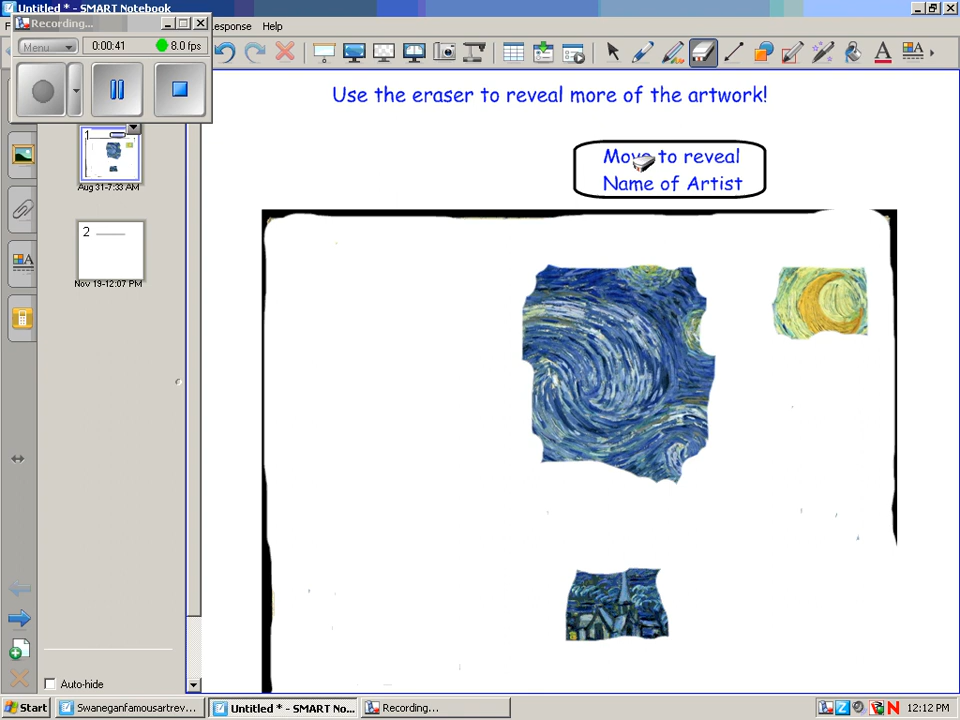 Untitled * - SMART Notebook
Recording...
Response Help
Menu
0:00:41
8.0 fps
Use the eraser to reveal more of the artwork!
Move to reveal
Name of Artist
1
Aug 31-7:33 AM
2
Nov 19-12:07 PM
Auto-hide
Start
Swaneganfamousartrev...
Untitled * - SMART No...
Recording...
12:12 PM